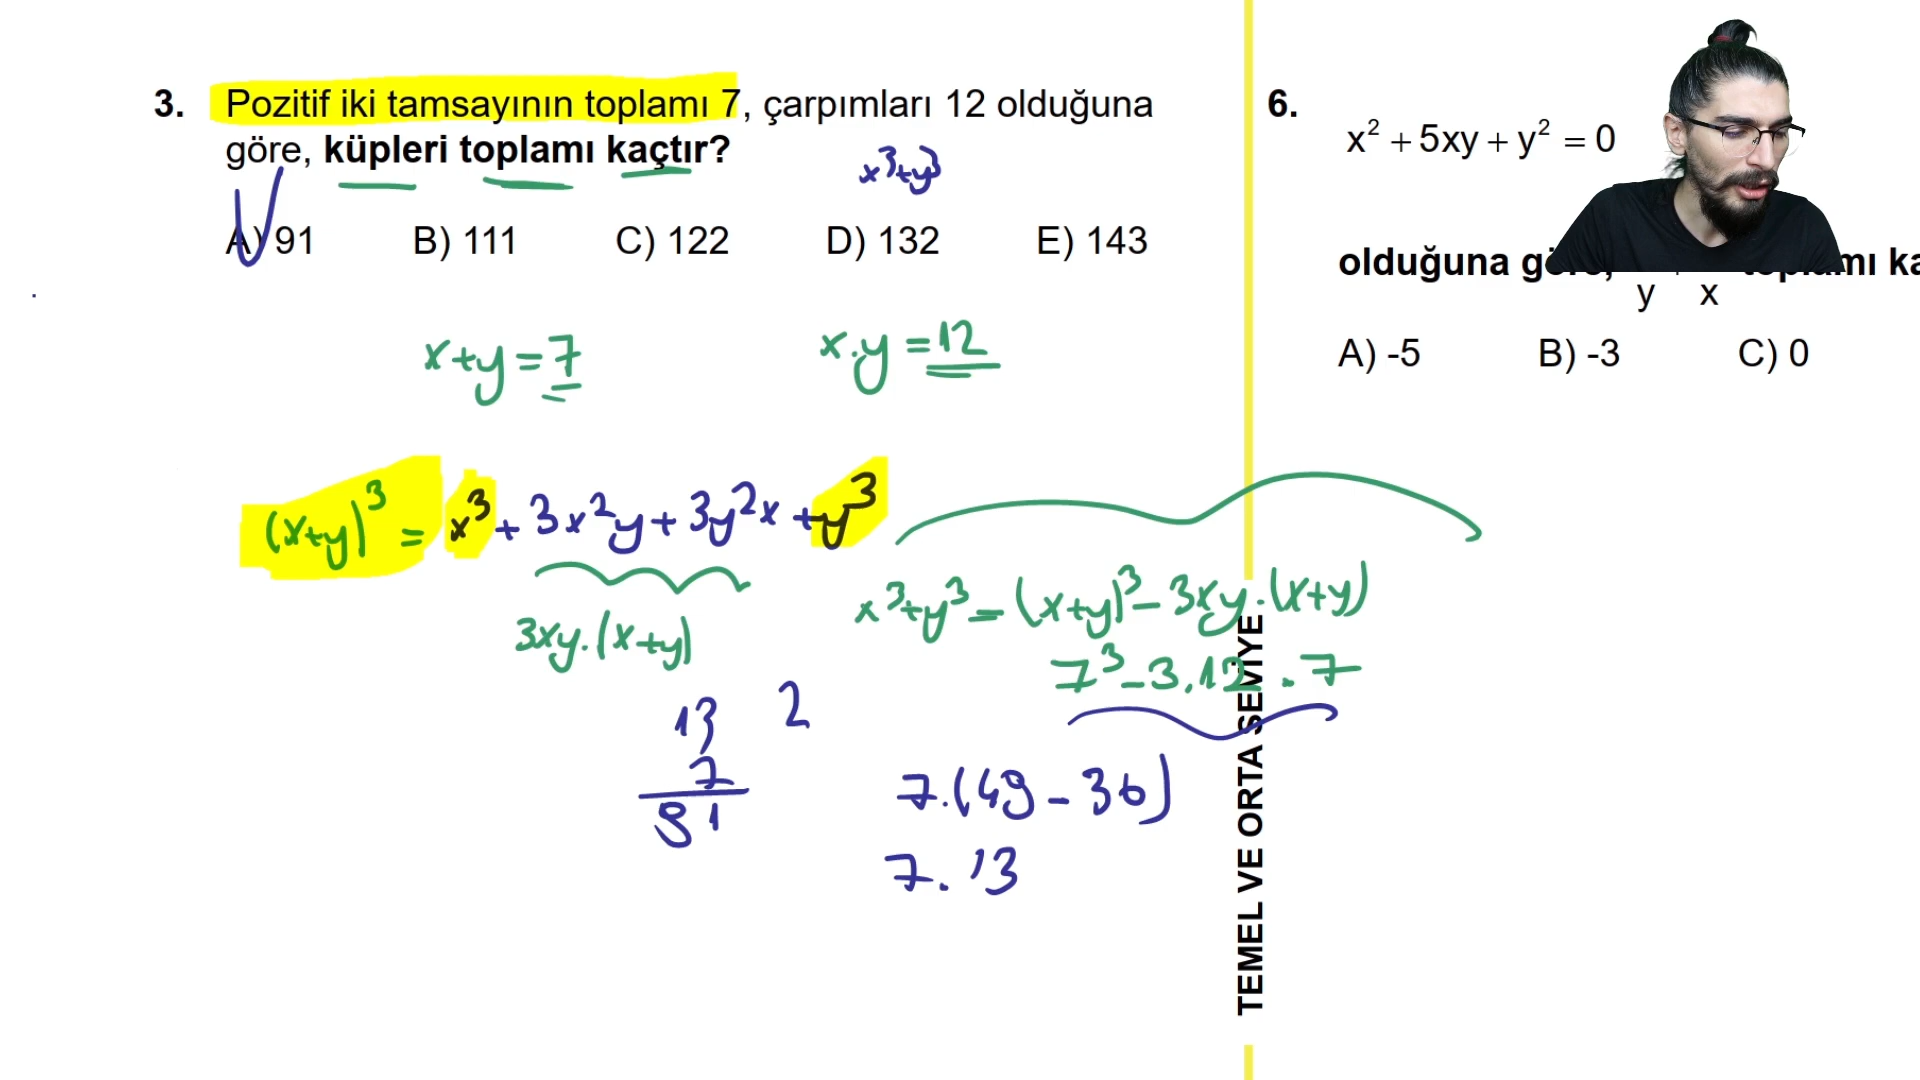 3. Pozitif iki tamsayının toplamı 7, çarpımları 12 olduğuna
göre, küpleri toplamı kaçtır?
x³+y³
A) 91 B) 111 C) 122 D) 132 E) 143
x+y=7 x.y=12
(x+y)³ = x³ + 3x²y + 3y²x + y³
3xy.(x+y)
x³+y³ = (x+y)³ - 3xy.(x+y)
7³ - 3.12.7
13 2
7
91
7.(49-36)
7.13
TEMEL VE ORTA SEVİYE
6.
x² + 5xy + y² = 0
olduğuna
y x
A) -5 B) -3 C) 0